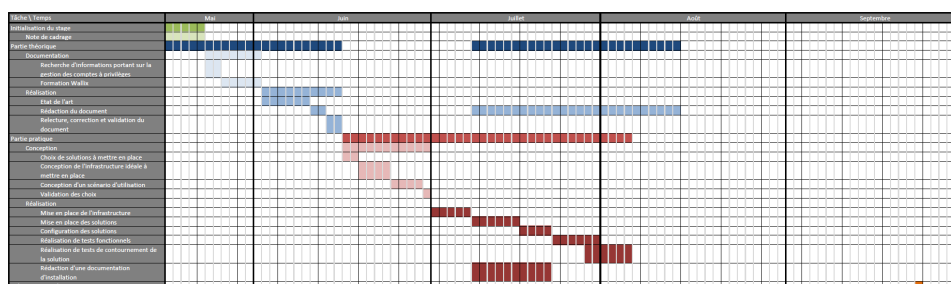 Tâche \ Temps Mai Juin Juillet Août Septembre
Initialisation du stage
Note de cadrage
Partie théorique
Documentation
Recherche d'informations portant sur la
gestion des comptes à privilèges
Formation Wallix
Réalisation
Etat de l'art
Rédaction du document
Relecture, correction et validation du
document
Partie pratique
Conception
Choix de solutions à mettre en place
Conception de l'infrastructure idéale à
mettre en place
Conception d'un scénario d'utilisation
Validation des choix
Réalisation
Mise en place de l'infrastructure
Mise en place des solutions
Configuration des solutions
Réalisation de tests fonctionnels
Réalisation de tests de contournement de
la solution
Rédaction d'une documentation
d'installation